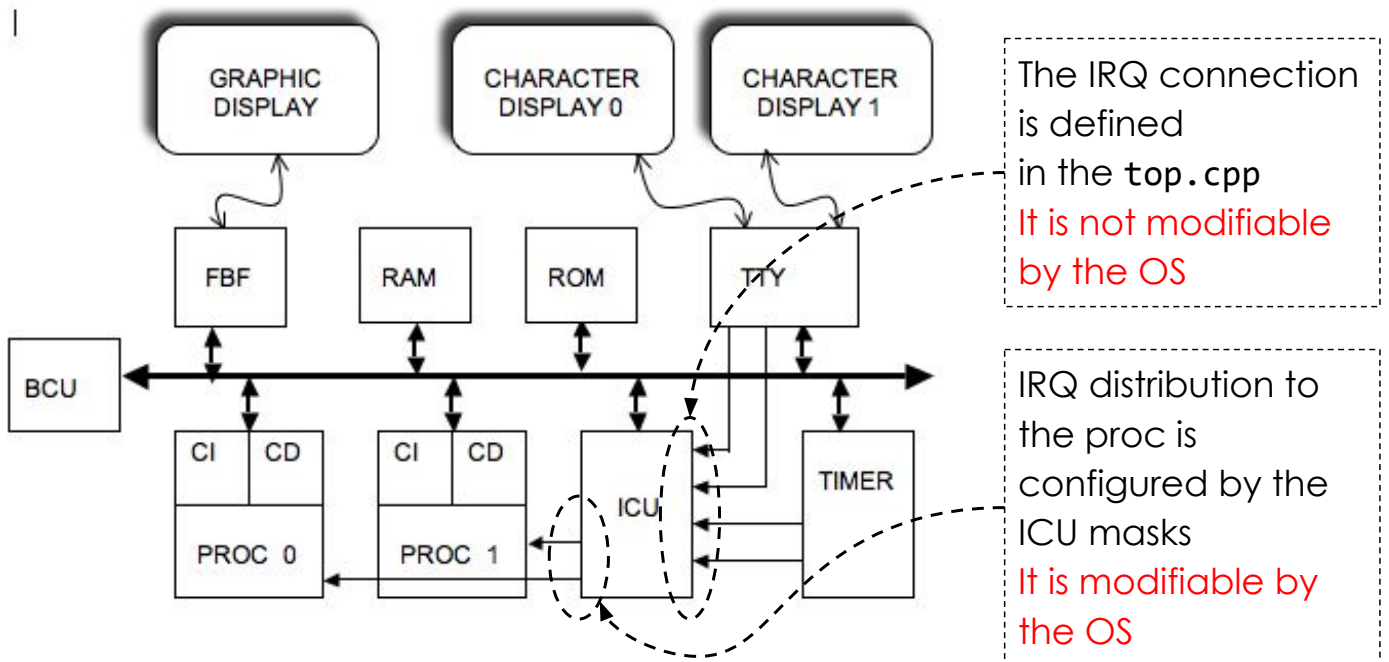 GRAPHIC
DISPLAY
CHARACTER
DISPLAY 0
CHARACTER
DISPLAY 1
FBF
RAM
ROM
TTY
BCU
CI
CD
PROC 0
CI
CD
PROC 1
ICU
TIMER
The IRQ connection
is defined
in the top.cpp
It is not modifiable
by the OS
IRQ distribution to
the proc is
configured by the
ICU masks
It is modifiable by
the OS